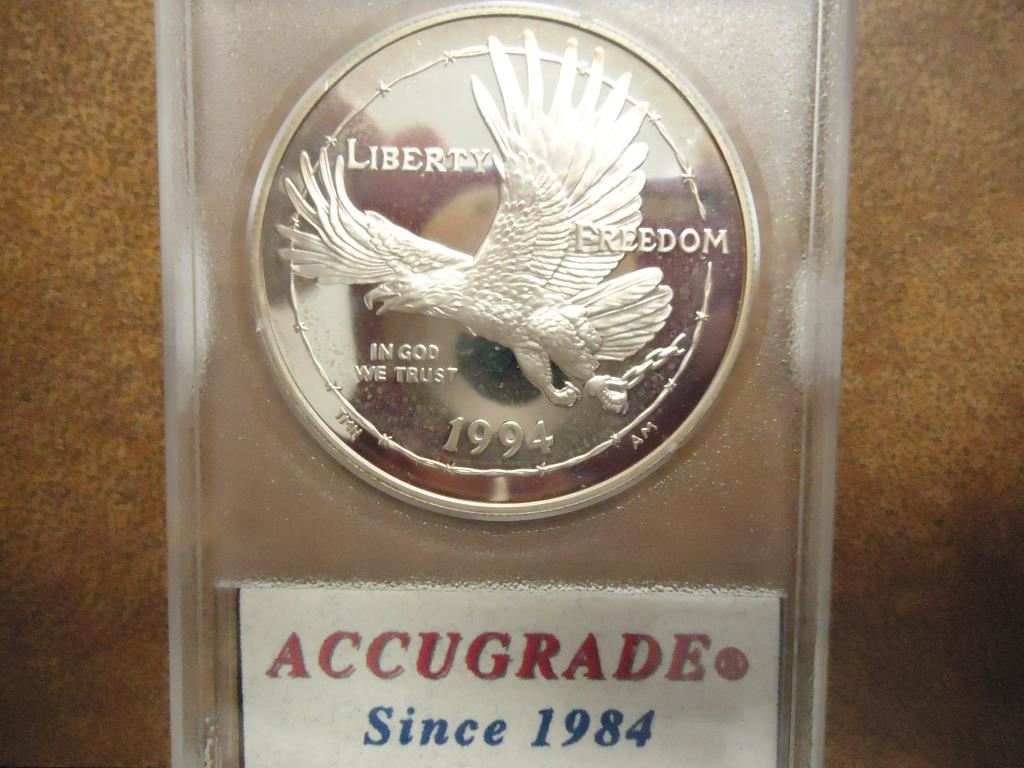 LIBERTY
FREEDOM
IN GOD
WE TRUST
1994
AM
ACCUGRADE®
Since 1984